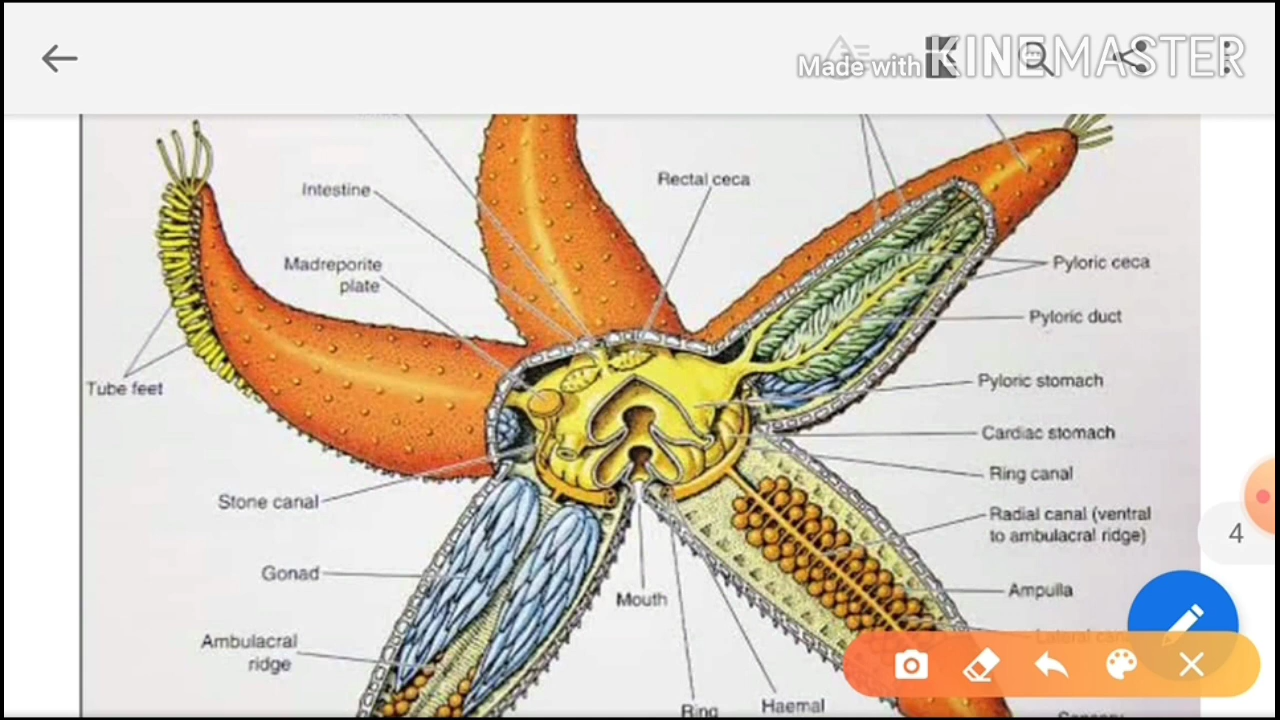 Made with KINEMASTER
Rectal ceca
Intestine
Madreporite
plate
Pyloric ceca
Pyloric duct
Tube feet
Pyloric stomach
Cardiac stomach
Ring canal
Stone canal
Radial canal (ventral
to ambulacral ridge)
4
Gonad
Ampulla
Mouth
Ambulacral
ridge
Lateral
Ring
Haemal